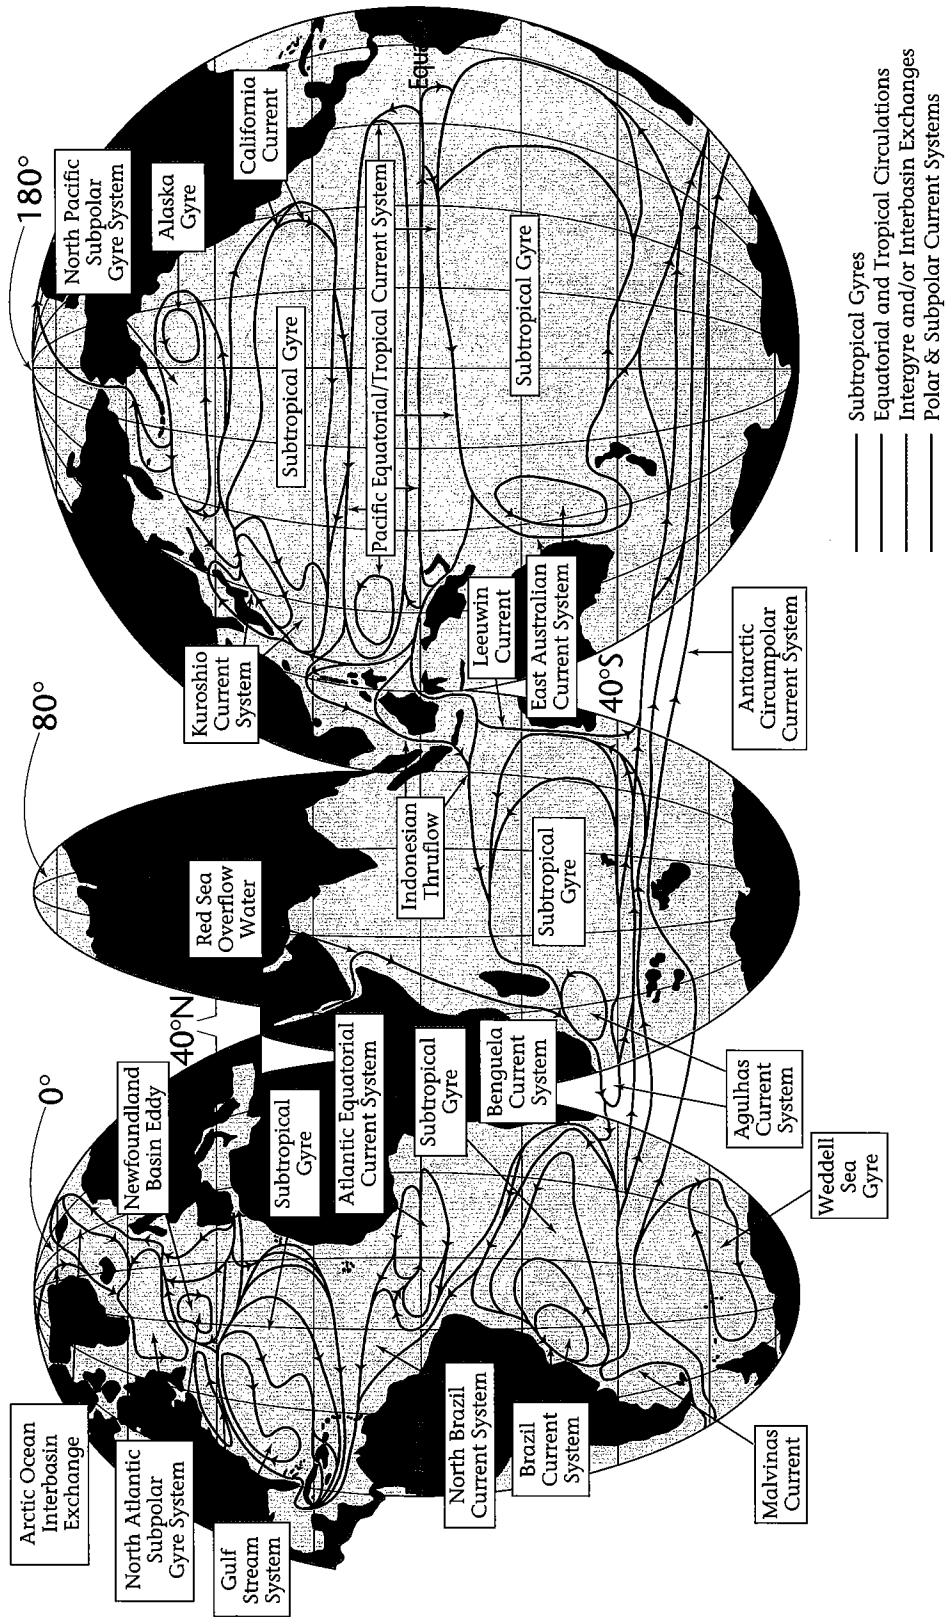 Arctic Ocean
Interbasin
Exchange
North Atlantic
Subpolar
Gyre System
Gulf
Stream
System
Newfoundland
Basin Eddy
0°
40°N
Subtropical
Gyre
Atlantic Equatorial
Current System
Subtropical
Gyre
Benguela
Current
System
North Brazil
Current System
Brazil
Current
System
Malvinas
Current
Weddell
Sea
Gyre
Agulhas
Current
System
80°
Red Sea
Overflow
Water
Indonesian
Thruflow
Subtropical
Gyre
Kuroshio
Current
System
Leeuwin
Current
East Australian
Current System
40°S
Antarctic
Circumpolar
Current System
180°
North Pacific
Subpolar
Gyre System
Alaska
Gyre
California
Current
Subtropical Gyre
Pacific Equatorial/Tropical Current System
Equa
Subtropical Gyre
Subtropical Gyres
Equatorial and Tropical Circulations
Intergyre and/or Interbasin Exchanges
Polar & Subpolar Current Systems